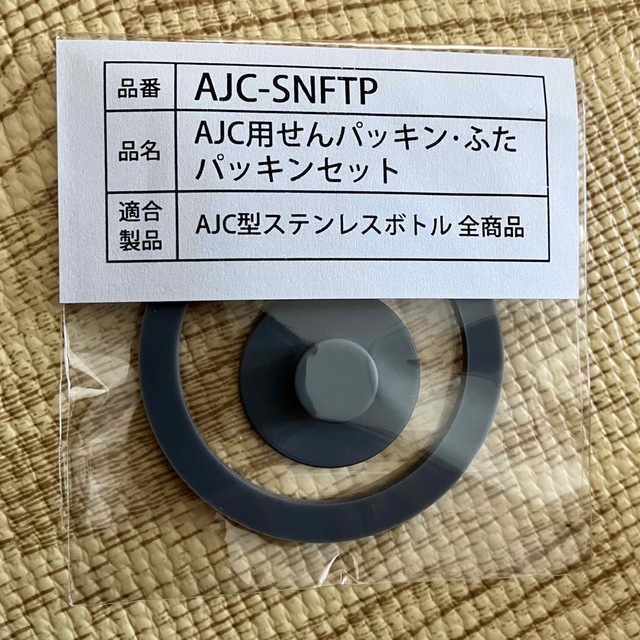 品番 AJC-SNFTP
品名 AJC用せんパッキン・ふた
パッキンセット
適合
製品 AJC型ステンレスボトル 全商品